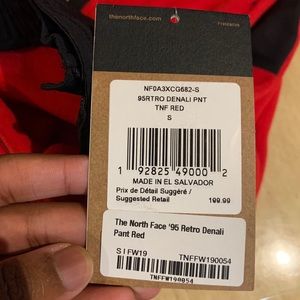 thenorthface.com
NF0A3XCG682-S
95RTRO DENALI PNT
TNF RED
S
1 92825 49000 2
MADE IN EL SALVADOR
Prix de Détail Suggéré /
Suggested Retail 199.99
The North Face '95 Retro Denali
Pant Red
S I FW19 TNFFW190054
TNFFW190054